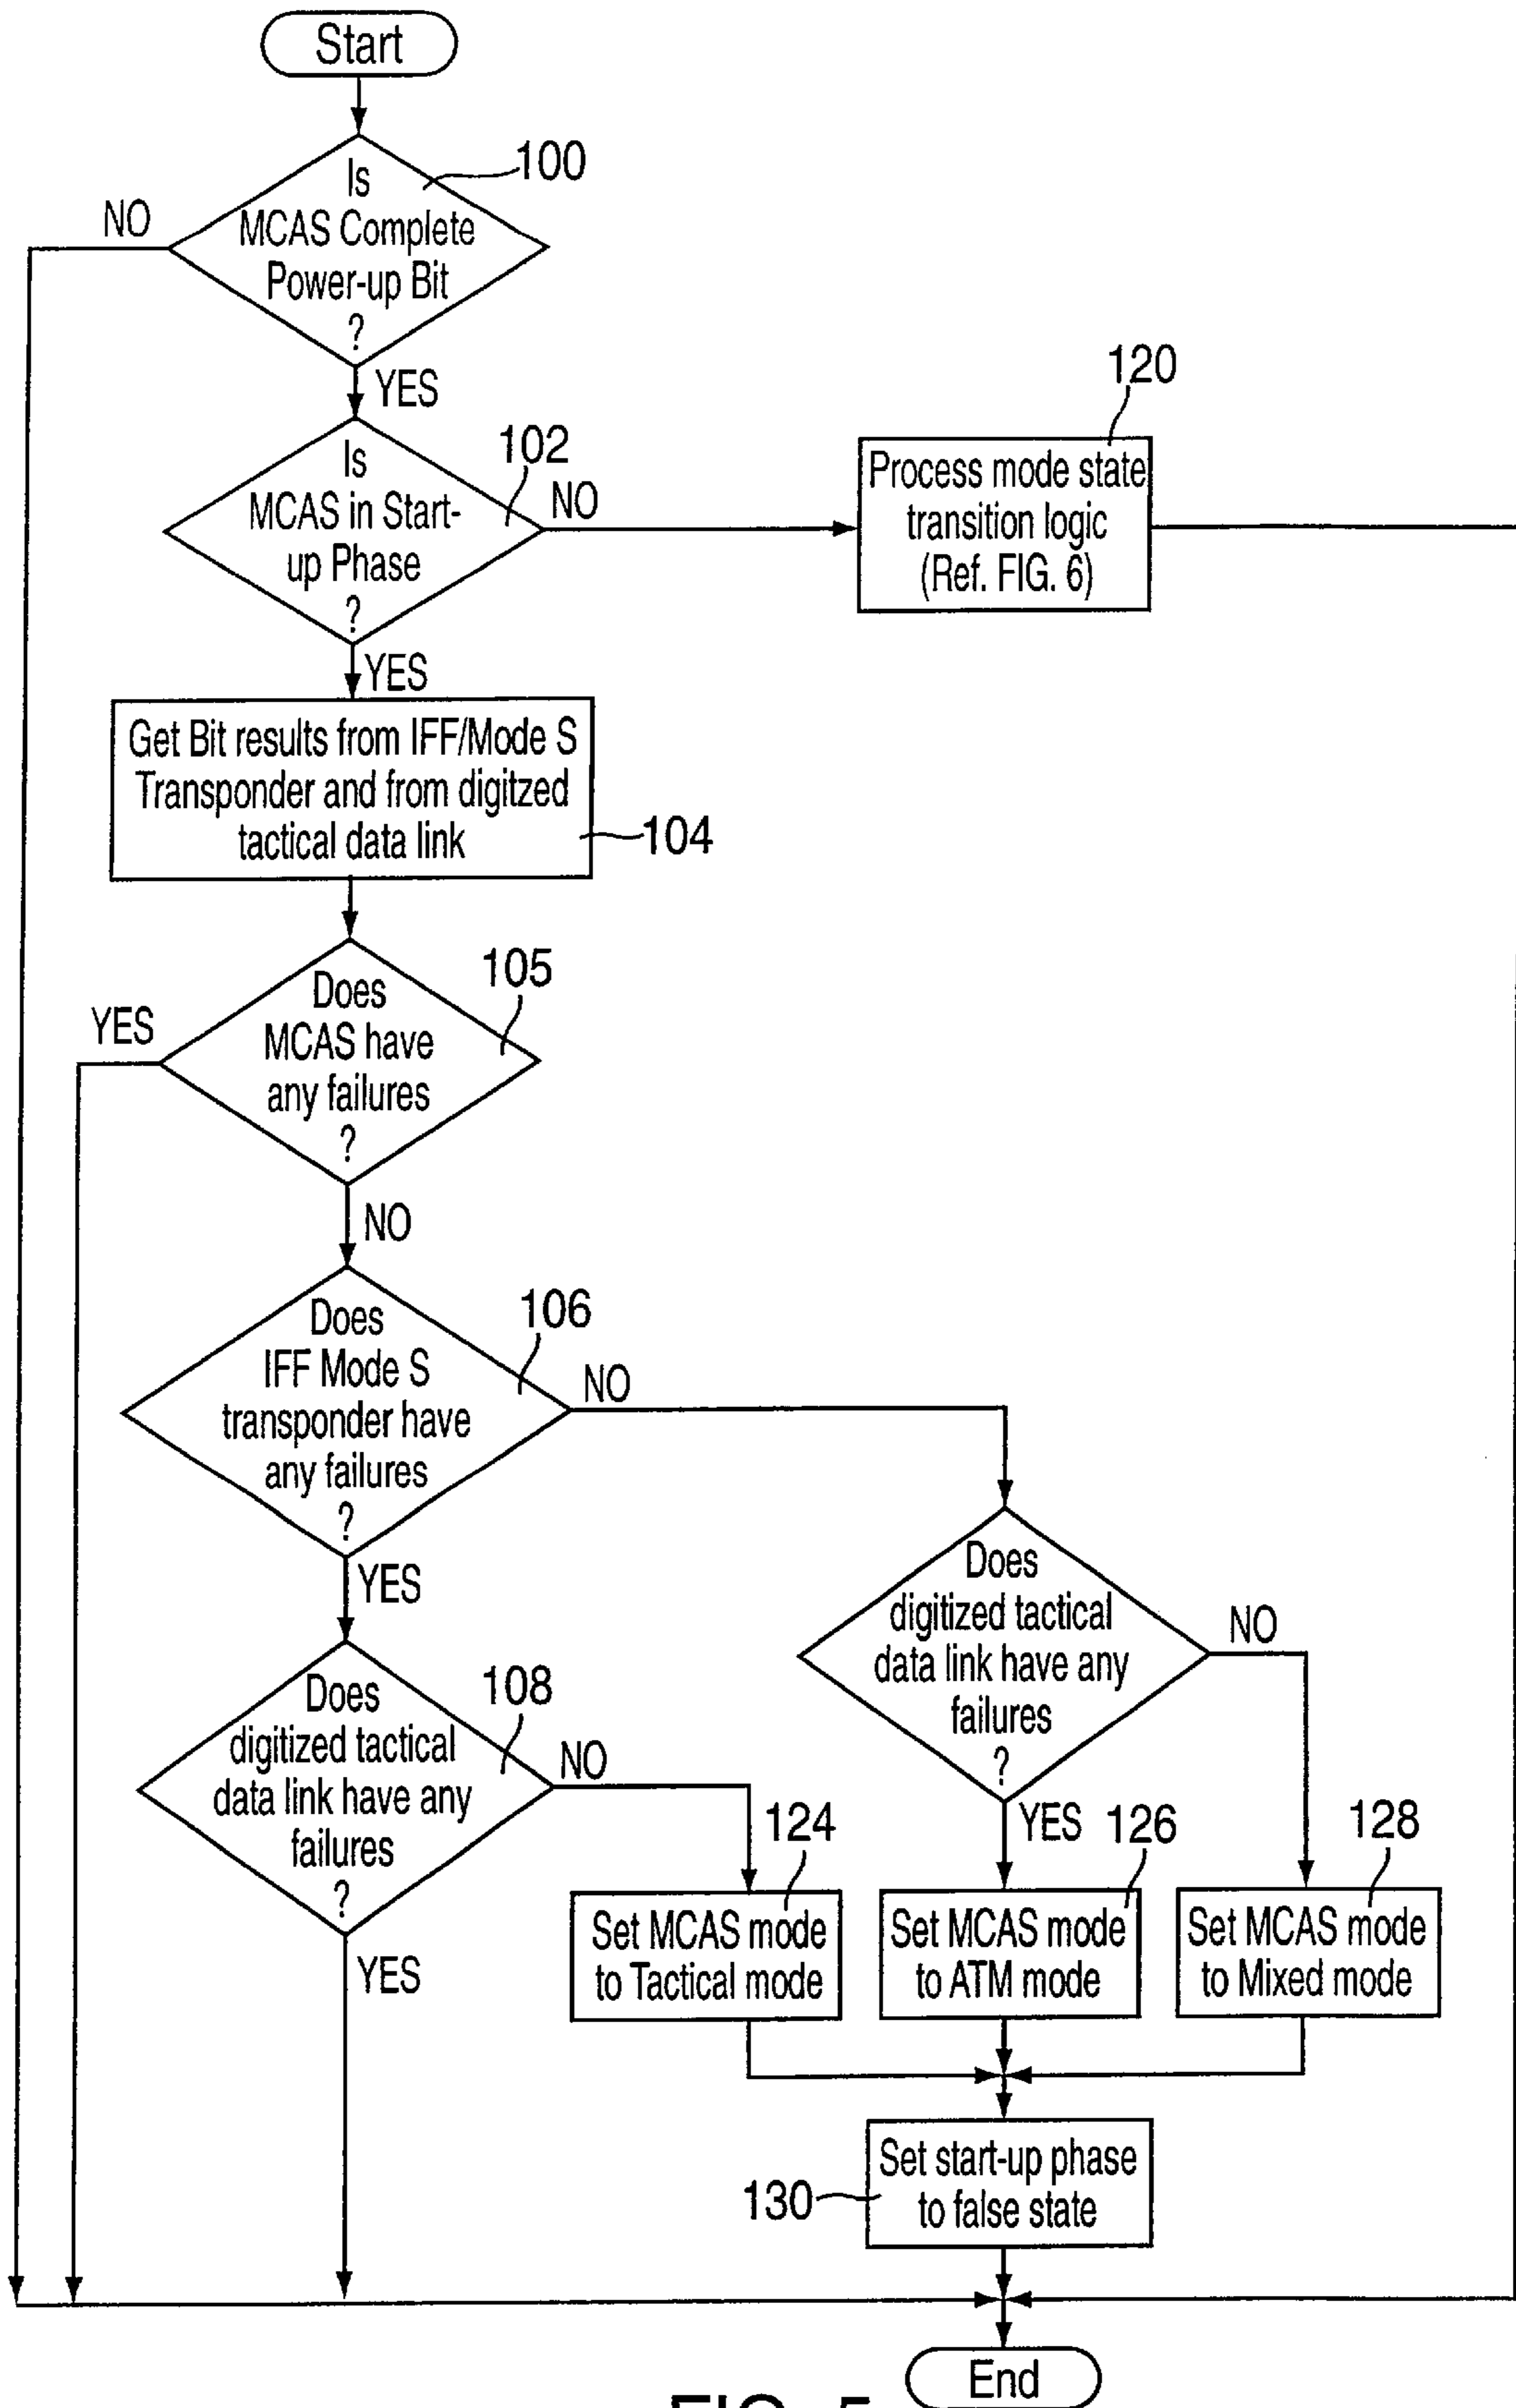 Start
Is
MCAS Complete
Power-up Bit
?
100
NO
YES
Is
MCAS in Start-
up Phase
?
102
NO
120
Process mode state
transition logic
(Ref. FIG. 6)
YES
Get Bit results from IFF/Mode S
Transponder and from digitzed
tactical data link
104
Does
MCAS have
any failures
?
105
YES
NO
Does
IFF Mode S
transponder have
any failures
?
106
NO
YES
Does
digitized tactical
data link have any
failures
?
NO
YES
Does
digitized tactical
data link have any
failures
?
108
NO
YES
124
Set MCAS mode
to Tactical mode
126
Set MCAS mode
to ATM mode
128
Set MCAS mode
to Mixed mode
130
Set start-up phase
to false state
End
FIG. 5